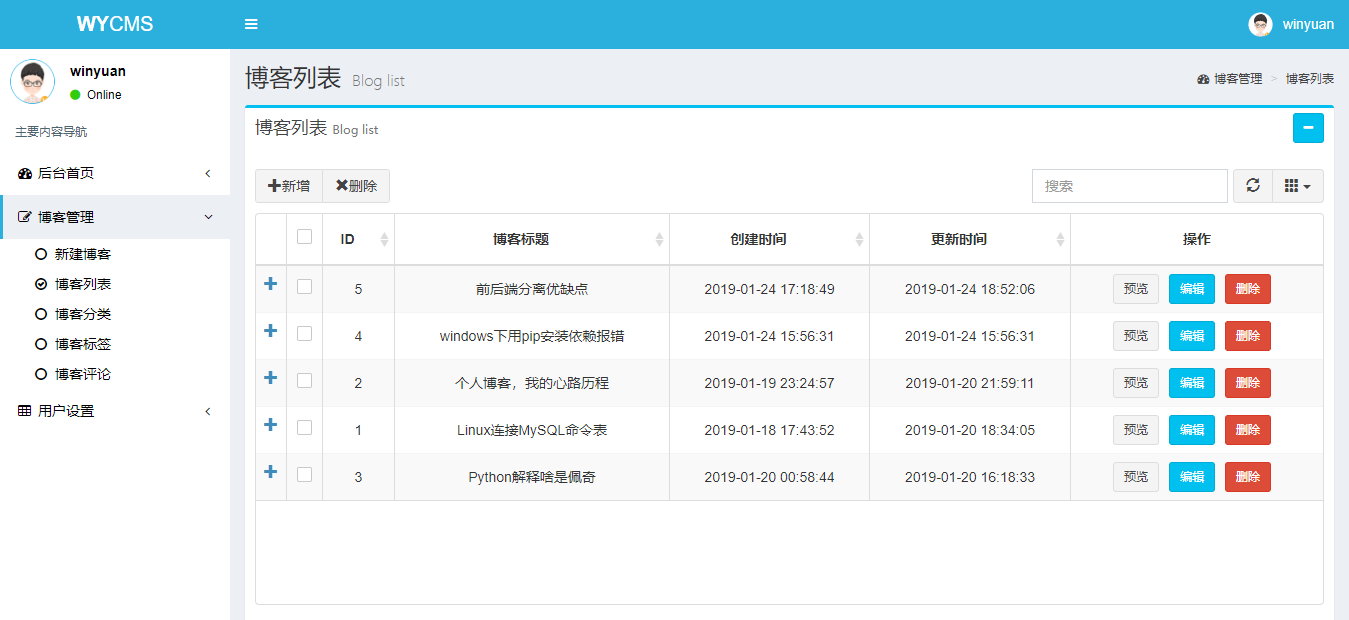 WYCMS winyuan
winyuan
Online
主要内容导航
后台首页
博客管理
新建博客
博客列表
博客分类
博客标签
博客评论
用户设置
博客列表 Blog list 博客管理 > 博客列表
博客列表 Blog list
新增 删除 搜索
ID 博客标题 创建时间 更新时间 操作
5 前后端分离优缺点 2019-01-24 17:18:49 2019-01-24 18:52:06 预览 编辑 删除
4 windows下用pip安装依赖报错 2019-01-24 15:56:31 2019-01-24 15:56:31 预览 编辑 删除
2 个人博客，我的心路历程 2019-01-19 23:24:57 2019-01-20 21:59:11 预览 编辑 删除
1 Linux连接MySQL命令表 2019-01-18 17:43:52 2019-01-20 18:34:05 预览 编辑 删除
3 Python解释啥是佩奇 2019-01-20 00:58:44 2019-01-20 16:18:33 预览 编辑 删除